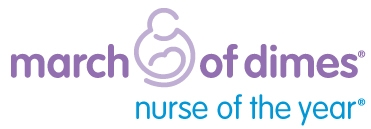 march of dimes®
nurse of the year®